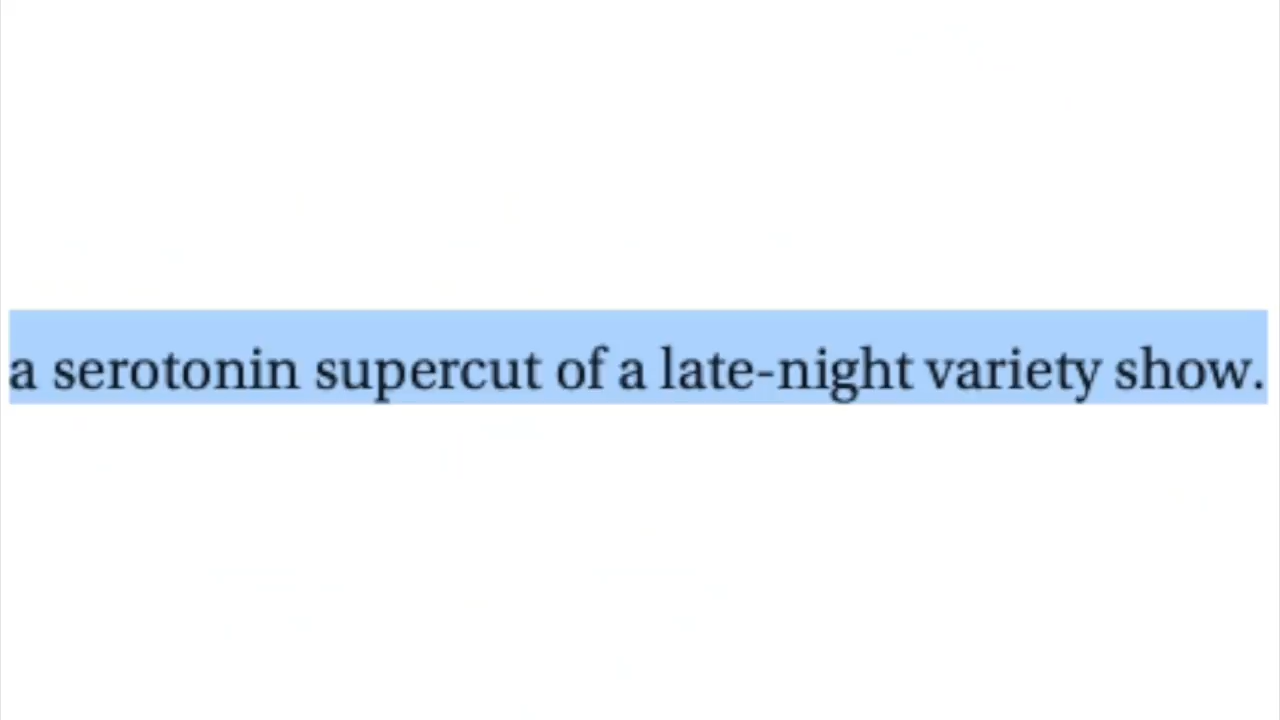 a serotonin supercut of a late-night variety show.